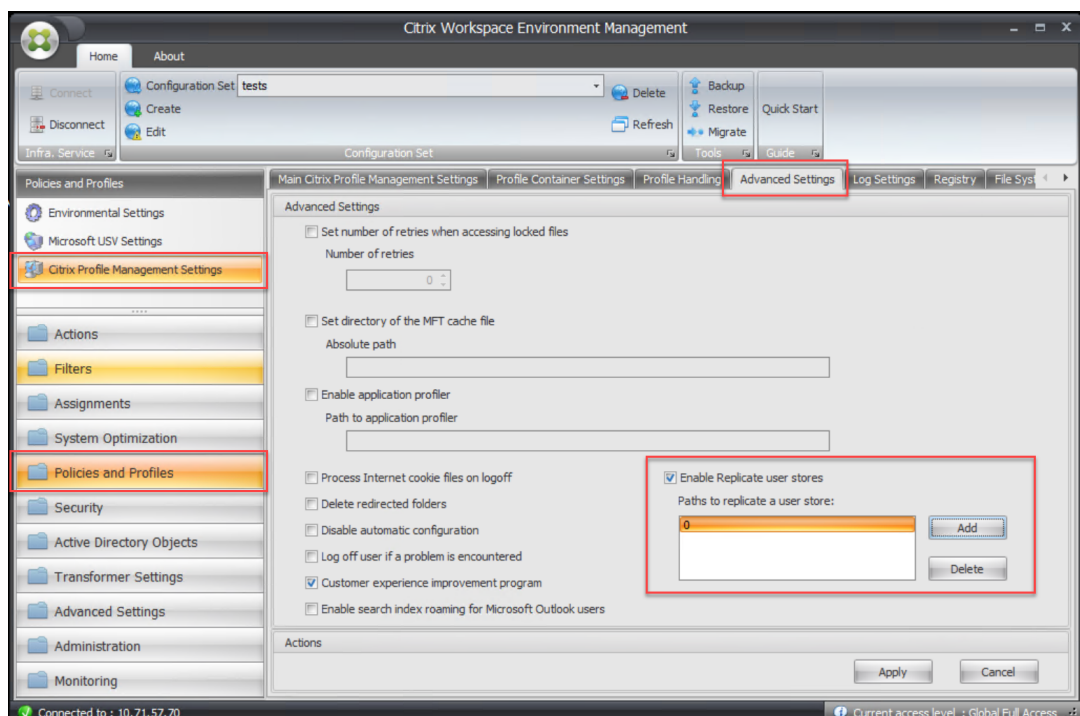 Citrix Workspace Environment Management
Home
About
Connect
Disconnect
Infra. Service
Configuration Set tests
Create
Edit
Delete
Refresh
Configuration Set
Backup
Restore
Migrate
Tools
Quick Start
Guide
Policies and Profiles
Environmental Settings
Microsoft USV Settings
Citrix Profile Management Settings
Actions
Filters
Assignments
System Optimization
Policies and Profiles
Security
Active Directory Objects
Transformer Settings
Advanced Settings
Administration
Monitoring
Main Citrix Profile Management Settings
Profile Container Settings
Profile Handling
Advanced Settings
Log Settings
Registry
File Syst
Advanced Settings
Set number of retries when accessing locked files
Number of retries
0
Set directory of the MFT cache file
Absolute path
Enable application profiler
Path to application profiler
Process Internet cookie files on logoff
Delete redirected folders
Disable automatic configuration
Log off user if a problem is encountered
Customer experience improvement program
Enable search index roaming for Microsoft Outlook users
Enable Replicate user stores
Paths to replicate a user store:
0
Add
Delete
Actions
Apply
Cancel
Connected to : 10.71.57.70
Current access level : Global Full Access